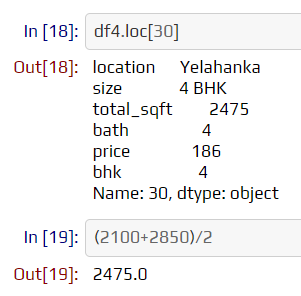 In [18]: df4.loc[30]
Out[18]: location Yelahanka
size 4 BHK
total_sqft 2475
bath 4
price 186
bhk 4
Name: 30, dtype: object
In [19]: (2100+2850)/2
Out[19]: 2475.0